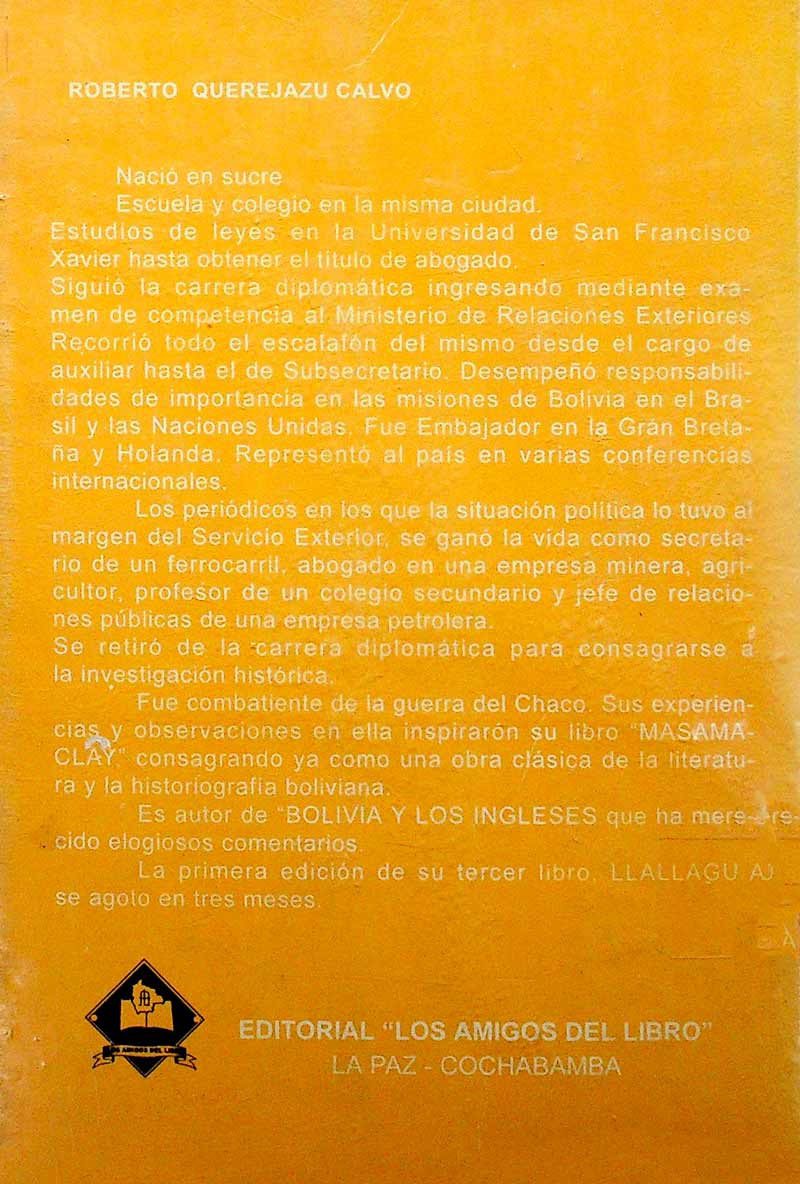 ROBERTO QUEREJAZU CALVO
Nació en sucre
Escuela y colegio en la misma ciudad.
Estudios de leyes en la Universidad de San Francisco
Xavier hasta obtener el título de abogado.
Siguió la carrera diplomática ingresando mediante exa-
men de competencia al Ministerio de Relaciones Exteriores
Recorrió todo el escalafón del mismo desde el cargo de
auxiliar hasta el de Subsecretario. Desempeñó responsabili-
dades de importancia en las misiones de Bolivia en el Bra-
sil y las Naciones Unidas. Fue Embajador en la Grán Breta-
ña y Holanda. Representó al país en varias conferencias
internacionales.
Los periódicos en los que la situación política lo tuvo al
margen del Servicio Exterior, se ganó la vida como secreta-
rio de un ferrocarril, abogado en una empresa minera, agri-
cultor, profesor de un colegio secundario y jefe de relacio-
nes públicas de una empresa petrolera.
Se retiró de la carrera diplomática para consagrarse a
la investigación histórica.
Fue combatiente de la guerra del Chaco. Sus experien-
cias y observaciones en ella inspirarón su libro "MASAMA-
CLAY," consagrando ya como una obra clásica de la literatu-
ra y la historiografía boliviana.
Es autor de "BOLIVIA Y LOS INGLESES que ha mere-
cido elogiosos comentarios.
La primera edición de su tercer libro, LLALLAGU
se agoto en tres meses.
LOS AMIGOS DEL LIBRO
EDITORIAL "LOS AMIGOS DEL LIBRO"
LA PAZ - COCHABAMBA